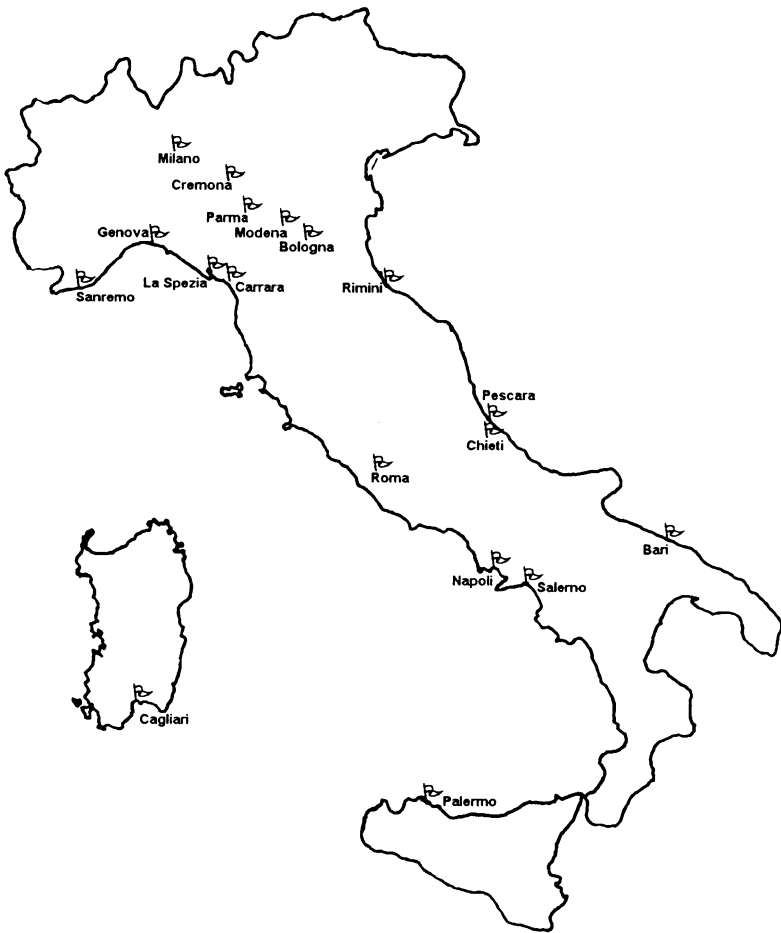 Milano
Cremona
Parma
Modena
Genova
Bologna
La Spezia
Carrara
Rimini
Sanremo
Pescara
Chieti
Roma
Bari
Napoli
Salerno
Cagliari
Palermo